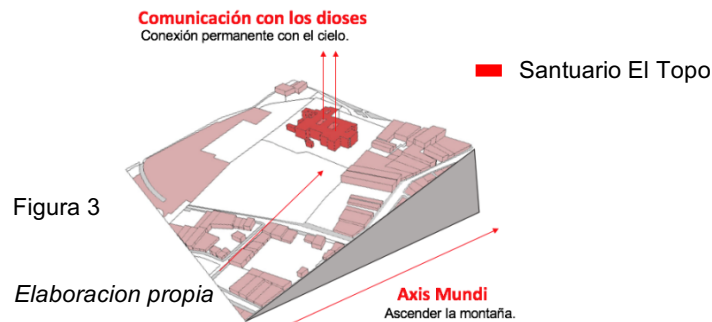 Comunicación con los dioses
Conexión permanente con el cielo.
Santuario El Topo
Figura 3
Elaboracion propia
Axis Mundi
Ascender la montaña.